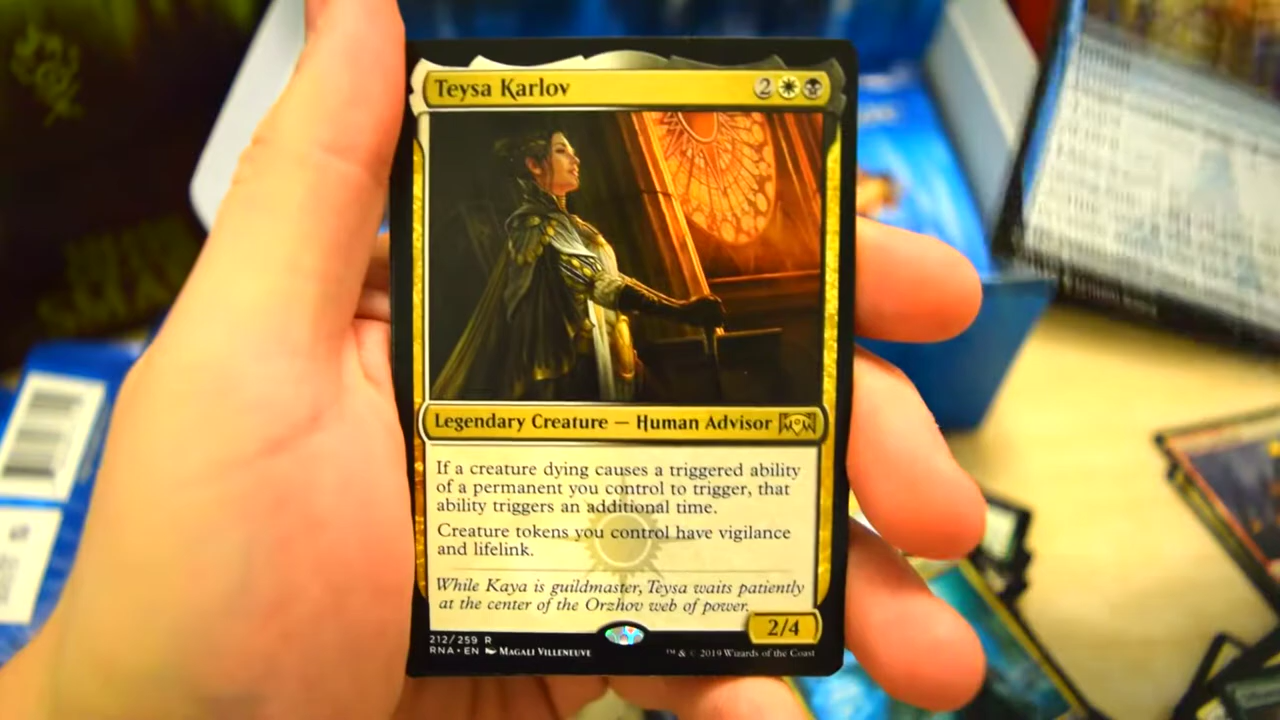 Teysa Karlov 2
Legendary Creature — Human Advisor
If a creature dying causes a triggered ability
of a permanent you control to trigger, that
ability triggers an additional time.
Creature tokens you control have vigilance
and lifelink.
While Kaya is guildmaster, Teysa waits patiently
at the center of the Orzhov web of power.
2/4
212/259 R
RNA • EN MAGALI VILLENEUVE
™ & © 2019 Wizards of the Coast